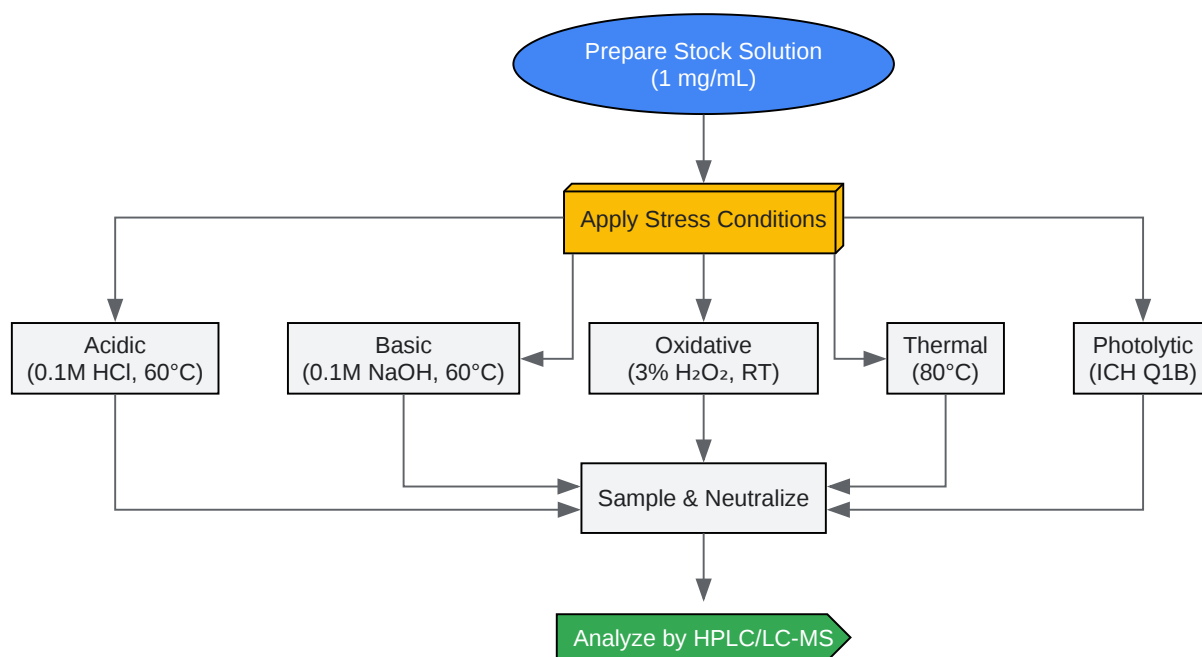 Prepare Stock Solution
(1 mg/mL)
Apply Stress Conditions
Acidic
(0.1M HCl, 60°C)
Basic
(0.1M NaOH, 60°C)
Oxidative
(3% H₂O₂, RT)
Thermal
(80°C)
Photolytic
(ICH Q1B)
Sample & Neutralize
Analyze by HPLC/LC-MS